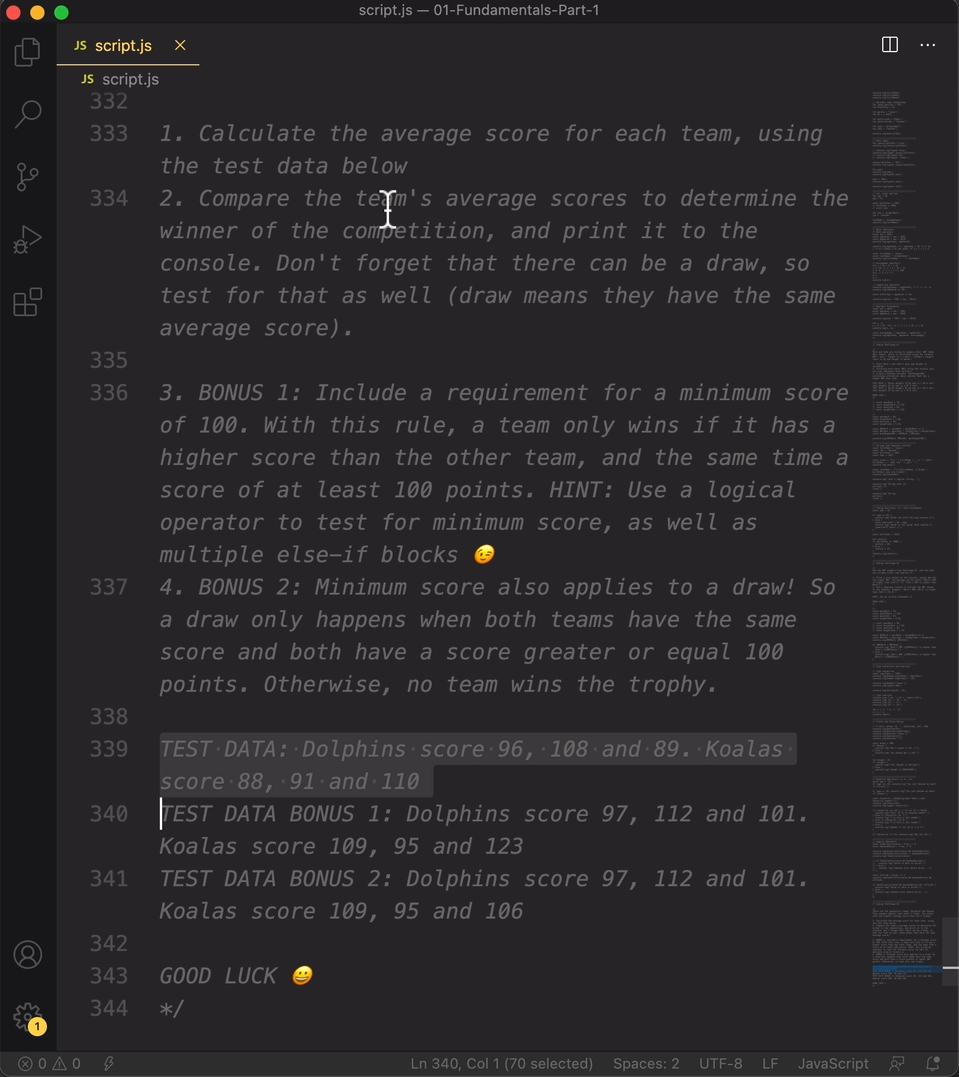 script.js — 01-Fundamentals-Part-1
JS script.js
JS script.js
332
333 1. Calculate the average score for each team, using
the test data below
334 2. Compare the team's average scores to determine the
winner of the competition, and print it to the
console. Don't forget that there can be a draw, so
test for that as well (draw means they have the same
average score).
335
336 3. BONUS 1: Include a requirement for a minimum score
of 100. With this rule, a team only wins if it has a
higher score than the other team, and the same time a
score of at least 100 points. HINT: Use a logical
operator to test for minimum score, as well as
multiple else-if blocks 😉
337 4. BONUS 2: Minimum score also applies to a draw! So
a draw only happens when both teams have the same
score and both have a score greater or equal 100
points. Otherwise, no team wins the trophy.
338
339 TEST DATA: Dolphins score 96, 108 and 89. Koalas
score 88, 91 and 110
340 TEST DATA BONUS 1: Dolphins score 97, 112 and 101.
Koalas score 109, 95 and 123
341 TEST DATA BONUS 2: Dolphins score 97, 112 and 101.
Koalas score 109, 95 and 106
342
343 GOOD LUCK 😀
344 */
1
0 0 Ln 340, Col 1 (70 selected) Spaces: 2 UTF-8 LF JavaScript